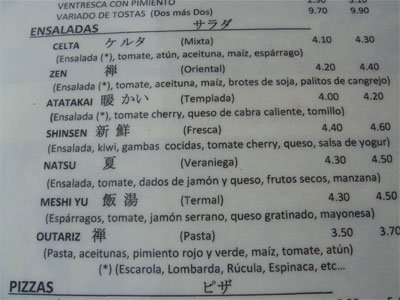 VENTRESCA CON PIMIENTO
VARIADO DE TOSTAS (Dos más Dos) 9.70 9.90
ENSALADAS サラダ
CELTA ケルタ (Mixta) 4.10 4.30
(Ensalada (*), tomate, atún, aceituna, maíz, espárrago)
ZEN 禅 (Oriental) 4.20 4.40
(Ensalada (*), tomate, aceituna, maíz, brotes de soja, palitos de cangrejo)
ATATAKAI 暖かい (Templada) 4.00 4.20
(Ensalada (*), tomate cherry, queso de cabra caliente, tomillo)
SHINSEN 新鮮 (Fresca) 4.40 4.60
(Ensalada, kiwi, gambas cocidas, tomate cherry, queso, salsa de yogur)
NATSU 夏 (Veraniega) 4.30 4.50
(Ensalada, tomate, dados de jamón y queso, frutos secos, manzana)
MESHI YU 飯湯 (Termal) 4.30 4.50
(Espárragos, tomate, jamón serrano, queso gratinado, mayonesa)
OUTARIZ 禅 (Pasta) 3.50 3.70
(Pasta, aceitunas, pimiento rojo y verde, maíz, tomate, atún)
(*) (Escarola, Lombarda, Rúcula, Espinaca, etc...
PIZZAS ピザ